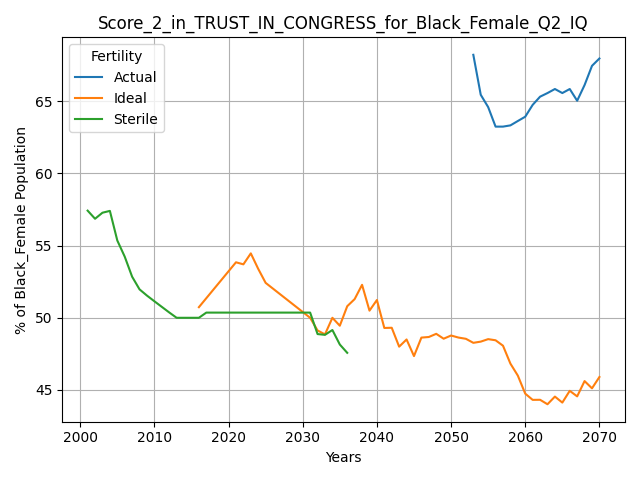 Score_2_in_TRUST_IN_CONGRESS_for_Black_Female_Q2_IQ
Fertility
Actual
Ideal
Sterile
% of Black_Female Population
65
60
55
50
45
2000 2010 2020 2030 2040 2050 2060 2070
Years